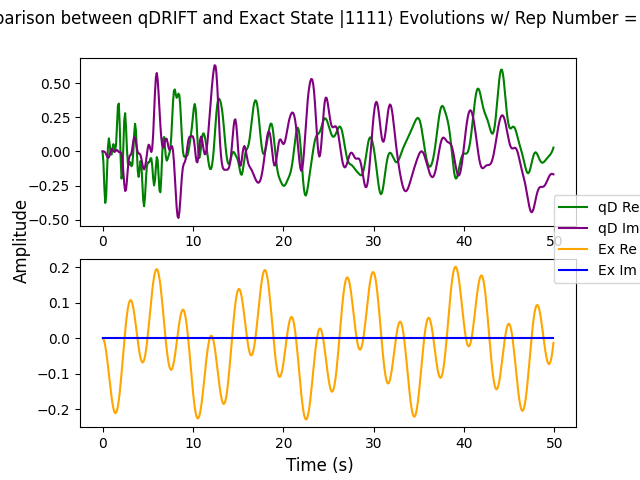 parison between qDRIFT and Exact State |1111⟩ Evolutions w/ Rep Number =
0.50
0.25
0.00
−0.25
−0.50
0 10 20 30 40 50
qD Re
qD Im
Ex Re
Ex Im
Amplitude
0.2
0.1
0.0
−0.1
−0.2
0 10 20 30 40 50
Time (s)